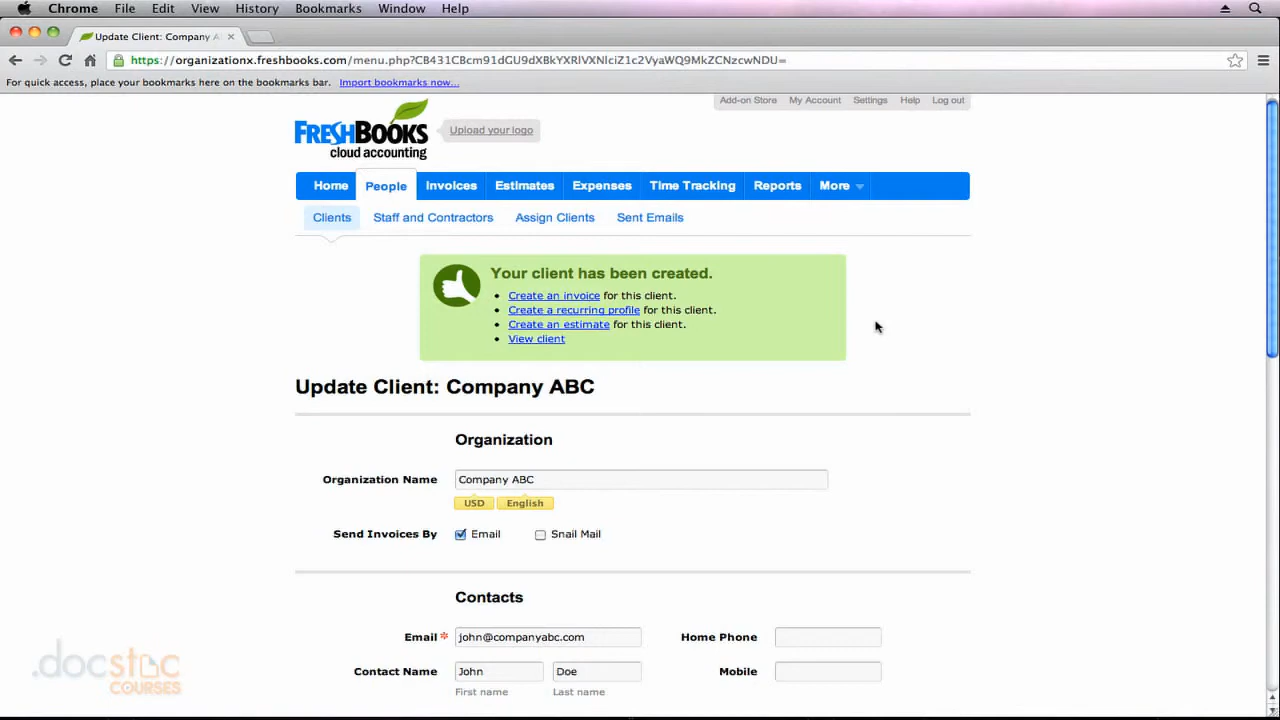 Chrome File Edit View History Bookmarks Window Help
Update Client: Company A
https://organizationx.freshbooks.com/menu.php?CB431CBcm91dGU9dXBkYXRlVXNlciZ1c2VyaWQ9MkZCNzcwNDU=
For quick access, place your bookmarks here on the bookmarks bar. Import bookmarks now...
Add-on Store My Account Settings Help Log out
FRESHBOOKS
cloud accounting
Upload your logo
Home People Invoices Estimates Expenses Time Tracking Reports More
Clients Staff and Contractors Assign Clients Sent Emails
Your client has been created.
• Create an invoice for this client.
• Create a recurring profile for this client.
• Create an estimate for this client.
• View client
Update Client: Company ABC
Organization
Organization Name Company ABC
USD English
Send Invoices By Email Snail Mail
Contacts
Email * john@companyabc.com Home Phone
Contact Name John Doe Mobile
First name Last name
.docstoc
COURSES